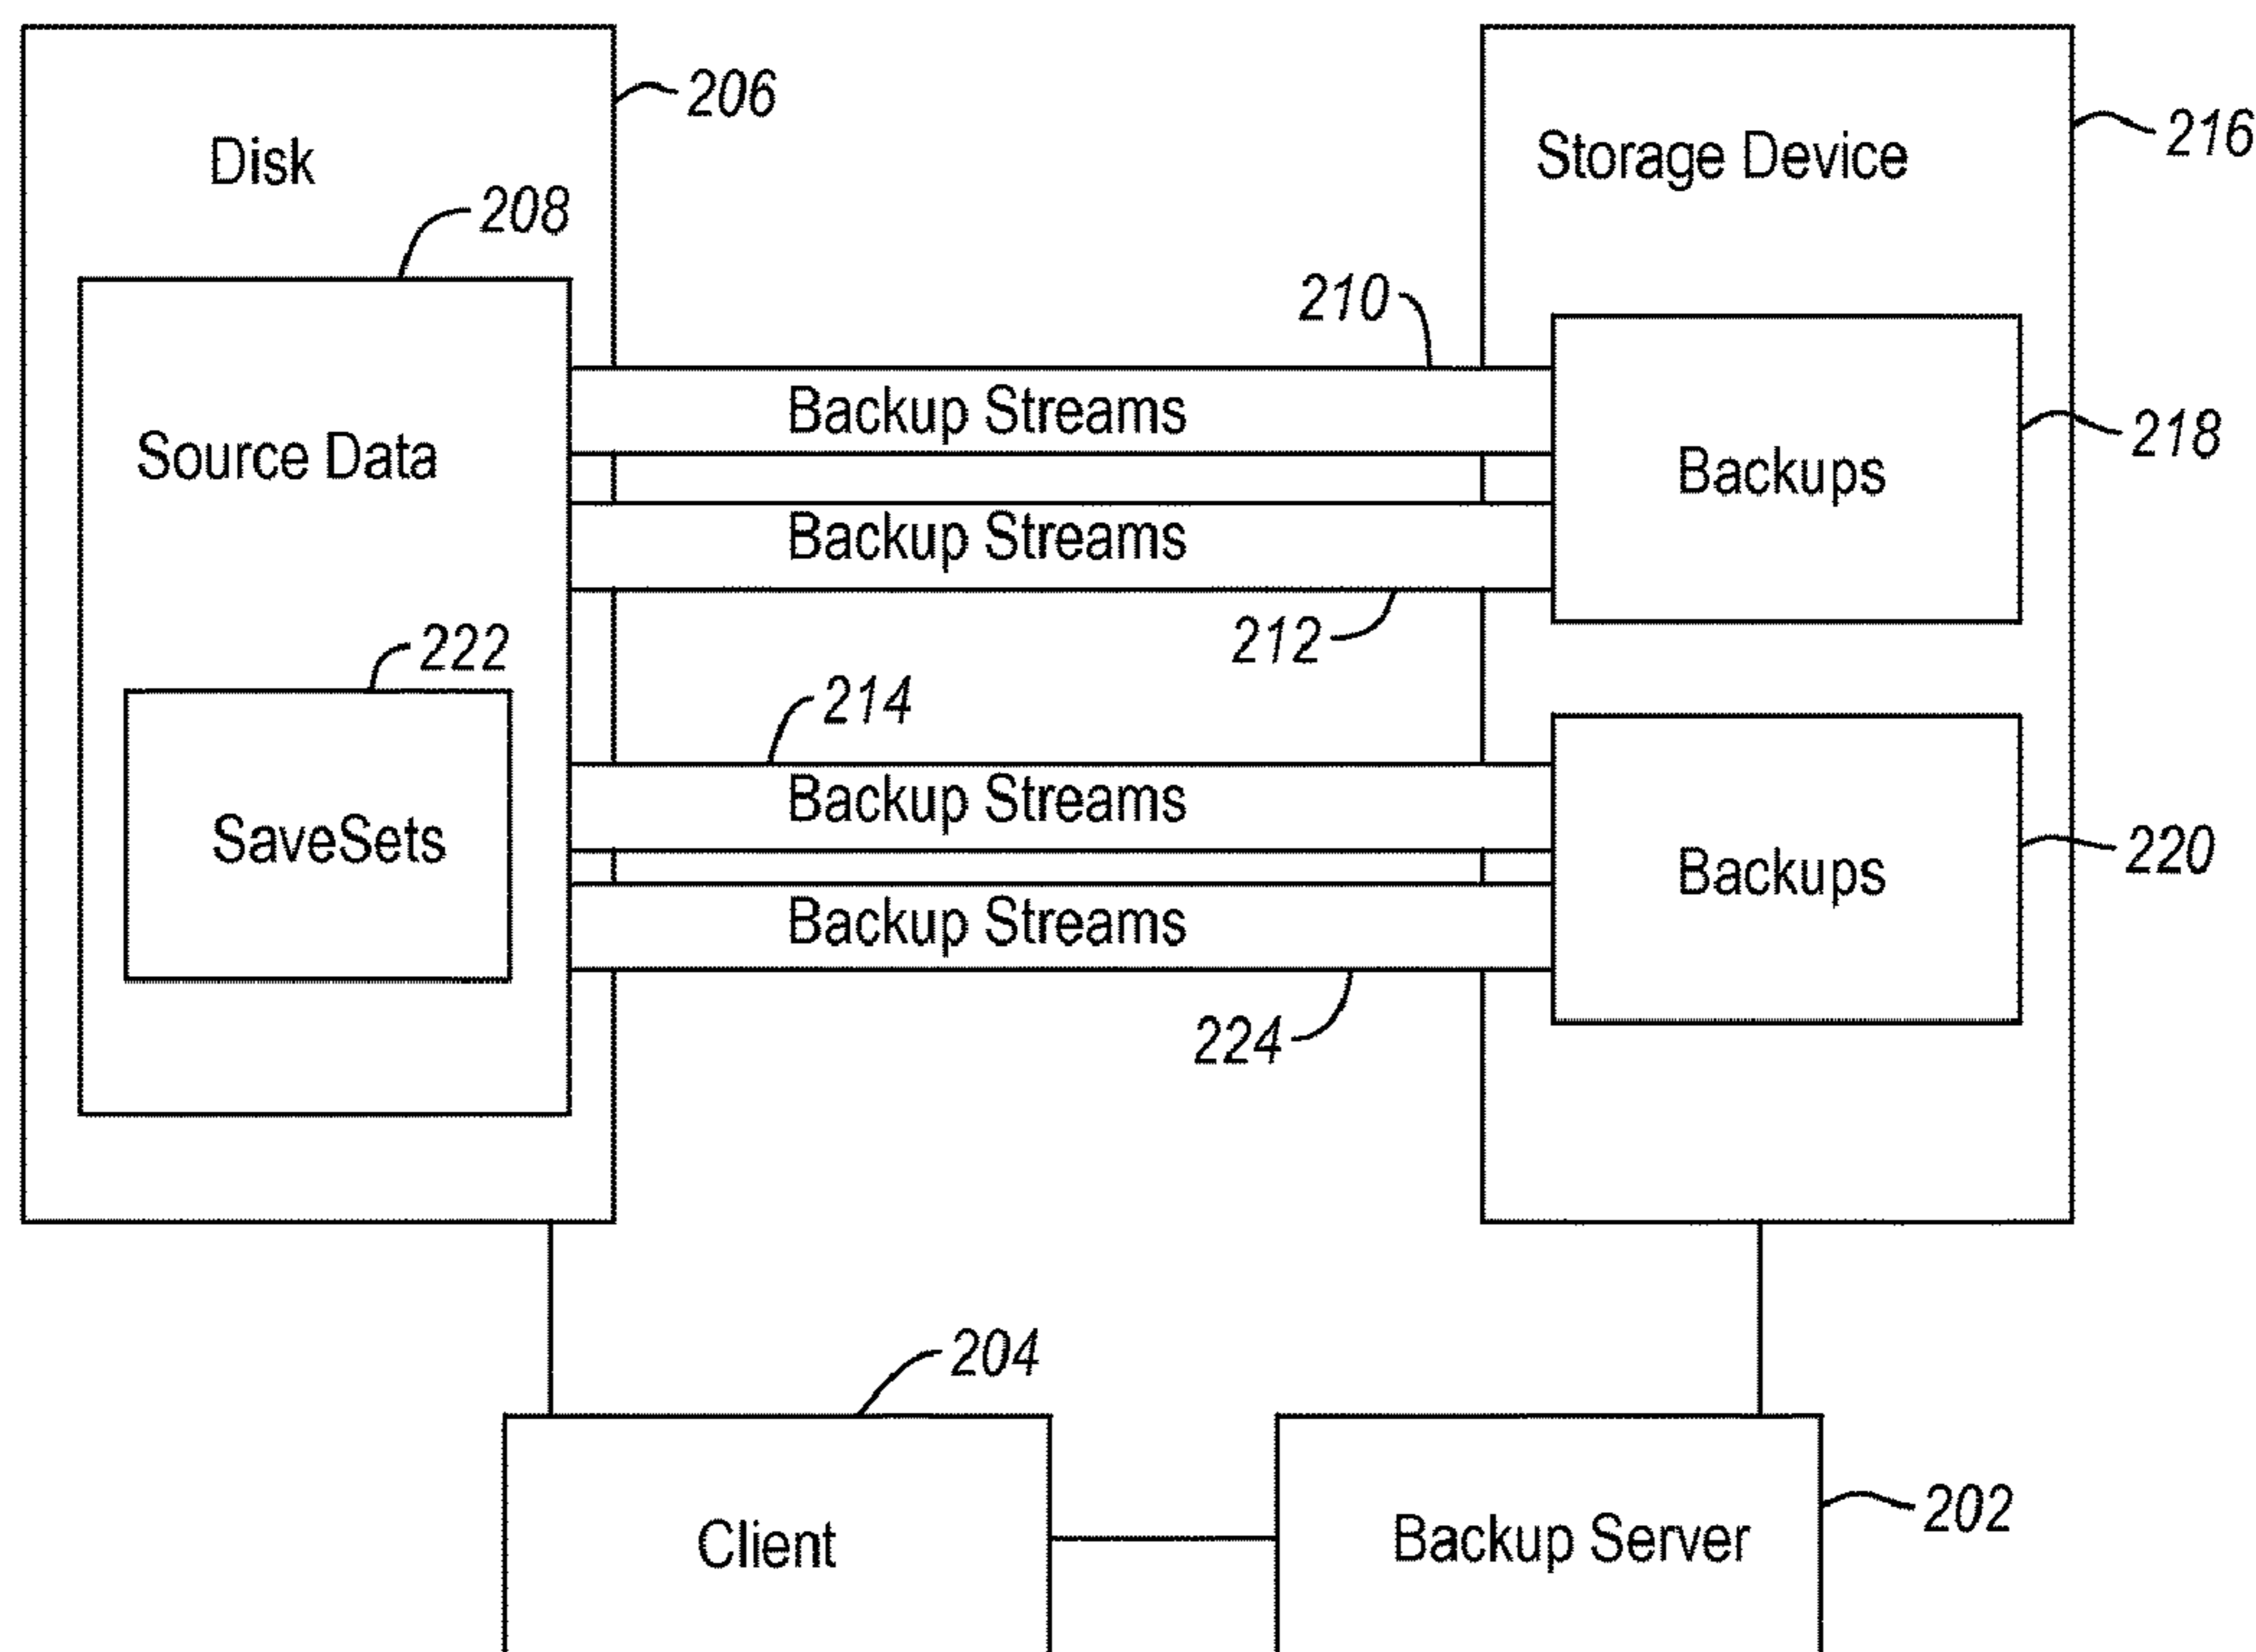 206
Disk
216
Storage Device
208
210
Backup Streams
218
Source Data
Backups
Backup Streams
212
222
214
Backup Streams
SaveSets
220
Backups
Backup Streams
224
204
202
Client
Backup Server